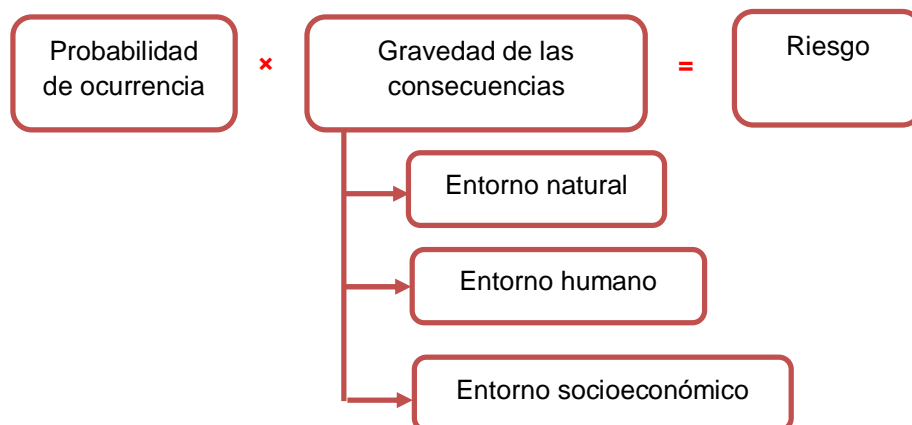 Probabilidad
de ocurrencia
×
Gravedad de las
consecuencias
=
Riesgo
Entorno natural
Entorno humano
Entorno socioeconómico